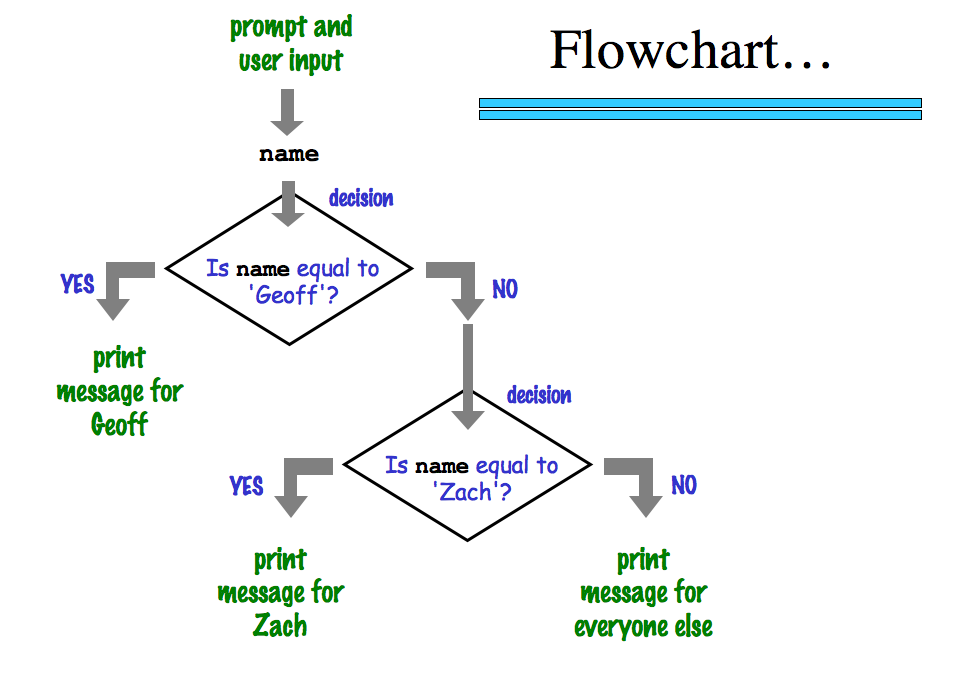 Flowchart…
prompt and
user input
name
decision
Is name equal to
'Geoff'?
YES
NO
print
message for
Geoff
decision
Is name equal to
'Zach'?
YES
NO
print
message for
Zach
print
message for
everyone else